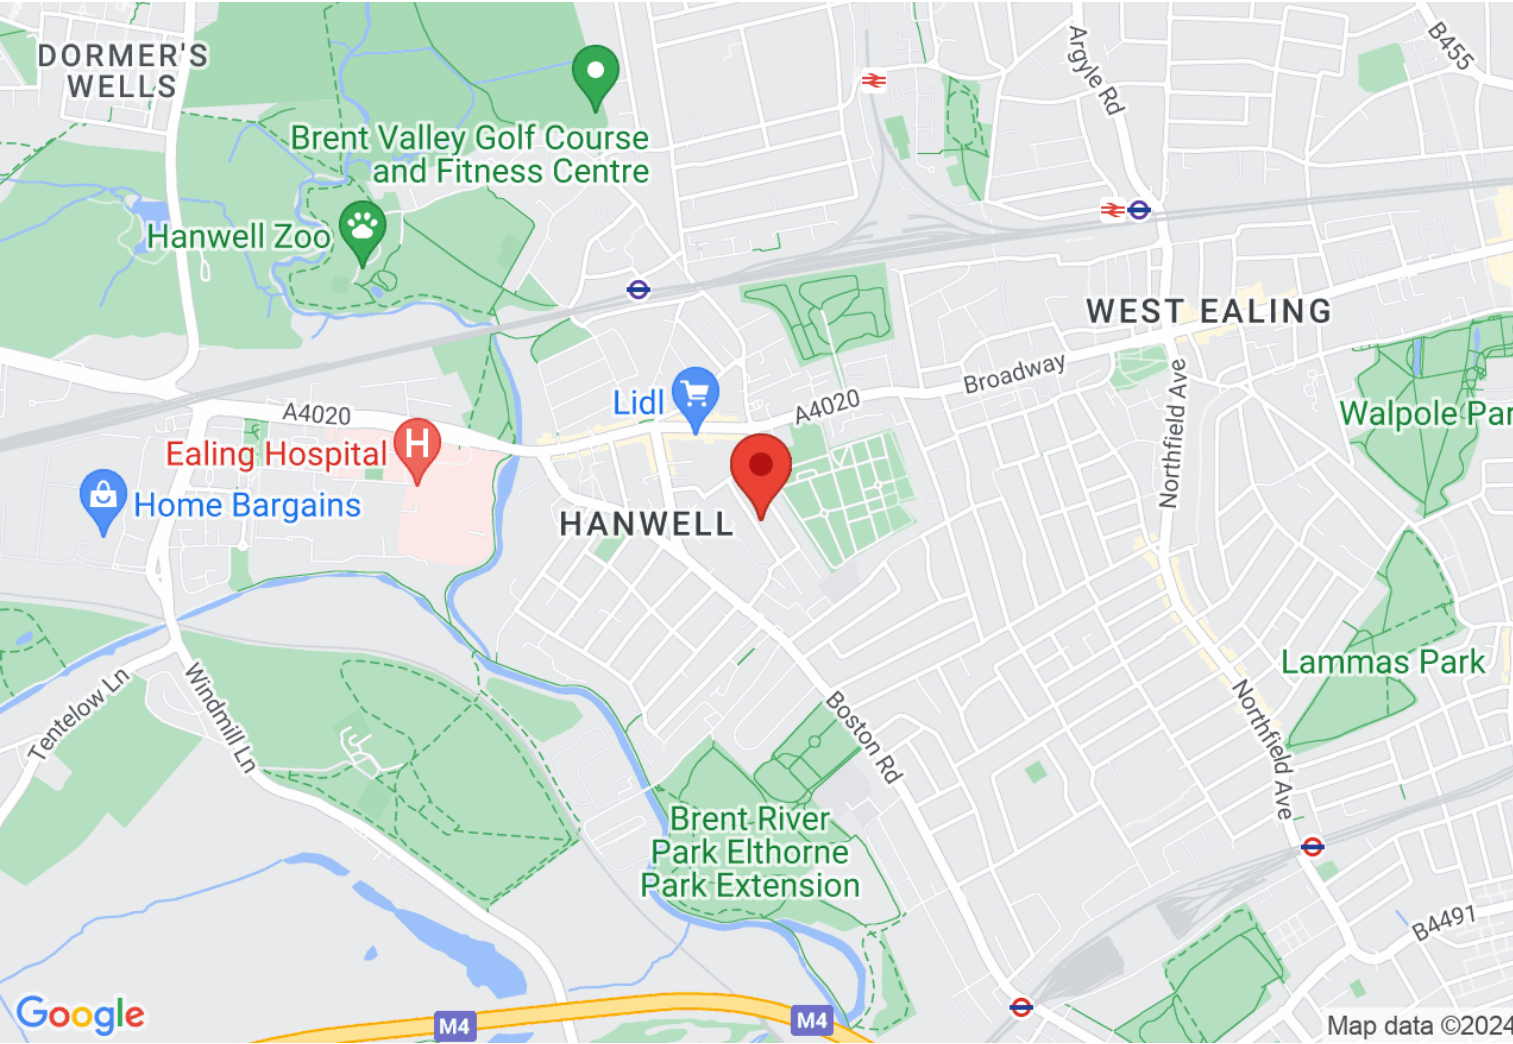 DORMER'S
WELLS
Argyle Rd
B455
Brent Valley Golf Course
and Fitness Centre
Hanwell Zoo
WEST EALING
Broadway
A4020
Lidl
A4020
Northfield Ave
Walpole Par
Ealing Hospital
H
Home Bargains
HANWELL
Lammas Park
Tentelow Ln
Windmill Ln
Boston Rd
Northfield Ave
Brent River
Park Elthorne
Park Extension
B4491
Google
M4
M4
Map data ©2024